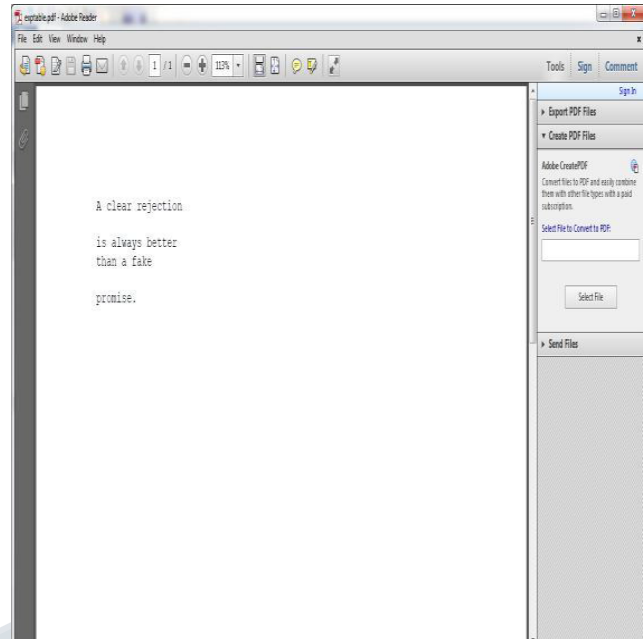 exptable.pdf - Adobe Reader
File Edit View Window Help
1 / 1 113% Tools Sign Comment
Sign In
Export PDF Files
Create PDF Files
Adobe CreatePDF
Convert files to PDF and easily combine
them with other file types with a paid
subscription.
Select File to Convert to PDF:
Select File
Send Files
A clear rejection
is always better
than a fake
promise.